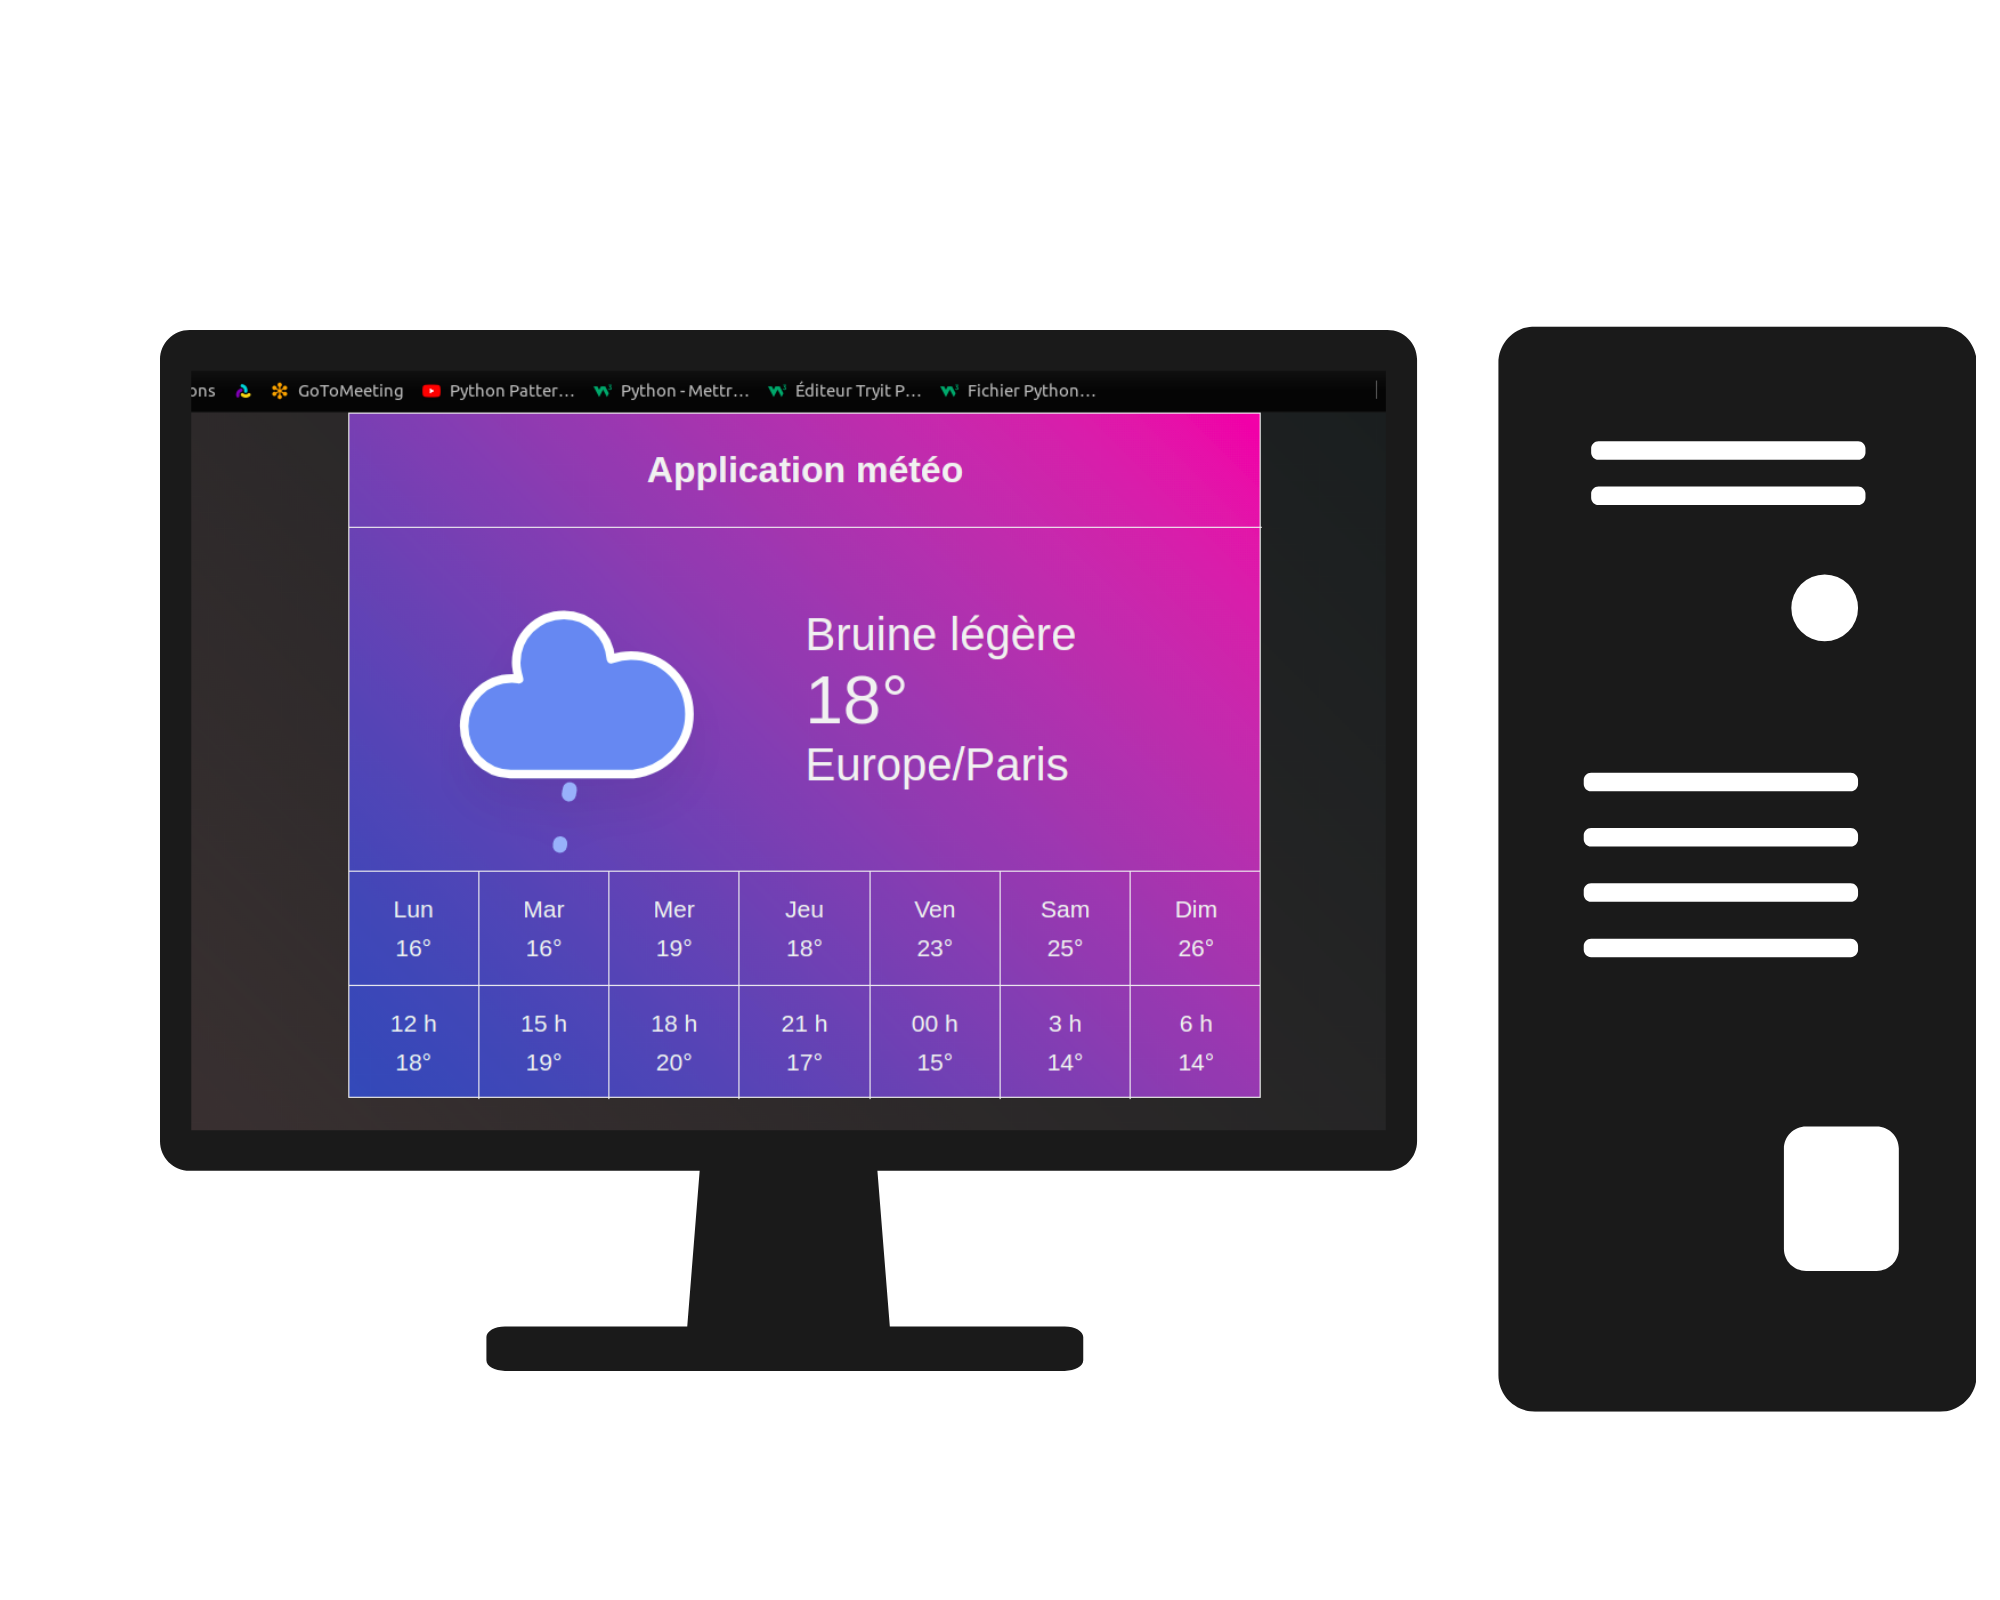 ons GoToMeeting Python Patter... Python - Mettr... Éditeur Tryit P... Fichier Python...
Application météo
Bruine légère
18°
Europe/Paris
Lun Mar Mer Jeu Ven Sam Dim
16° 16° 19° 18° 23° 25° 26°
12 h 15 h 18 h 21 h 00 h 3 h 6 h
18° 19° 20° 17° 15° 14° 14°